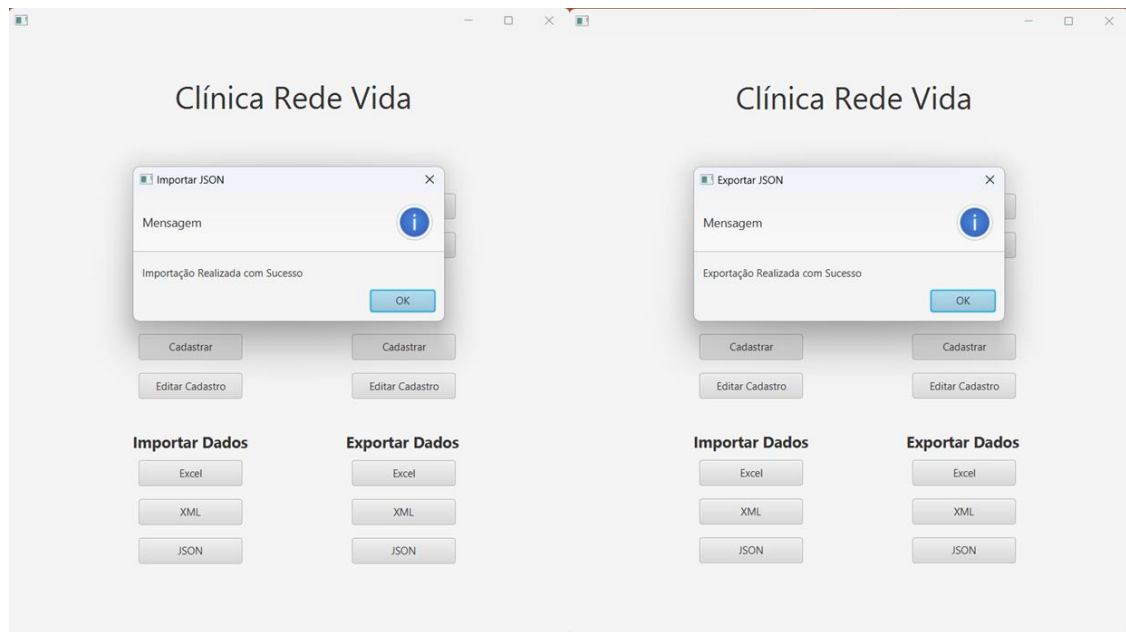 Clínica Rede Vida
Importar JSON
Mensagem
Importação Realizada com Sucesso
OK
Cadastrar Cadastrar
Editar Cadastro Editar Cadastro
Importar Dados Exportar Dados
Excel Excel
XML XML
JSON JSON
Clínica Rede Vida
Exportar JSON
Mensagem
Exportação Realizada com Sucesso
OK
Cadastrar Cadastrar
Editar Cadastro Editar Cadastro
Importar Dados Exportar Dados
Excel Excel
XML XML
JSON JSON